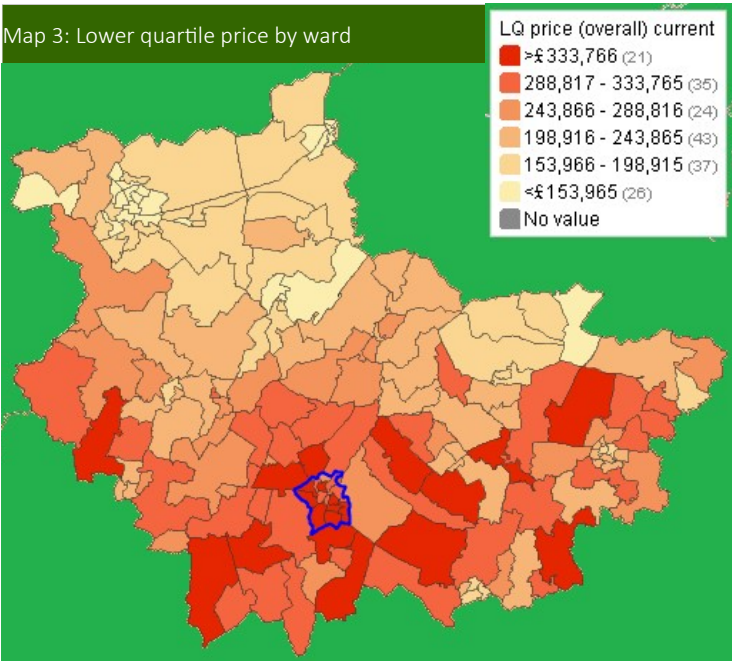 Map 3: Lower quartile price by ward
LQ price (overall) current
>£333,766 (21)
288,817 - 333,765 (35)
243,866 - 288,816 (24)
198,916 - 243,865 (43)
153,966 - 198,915 (37)
<£153,965 (26)
No value